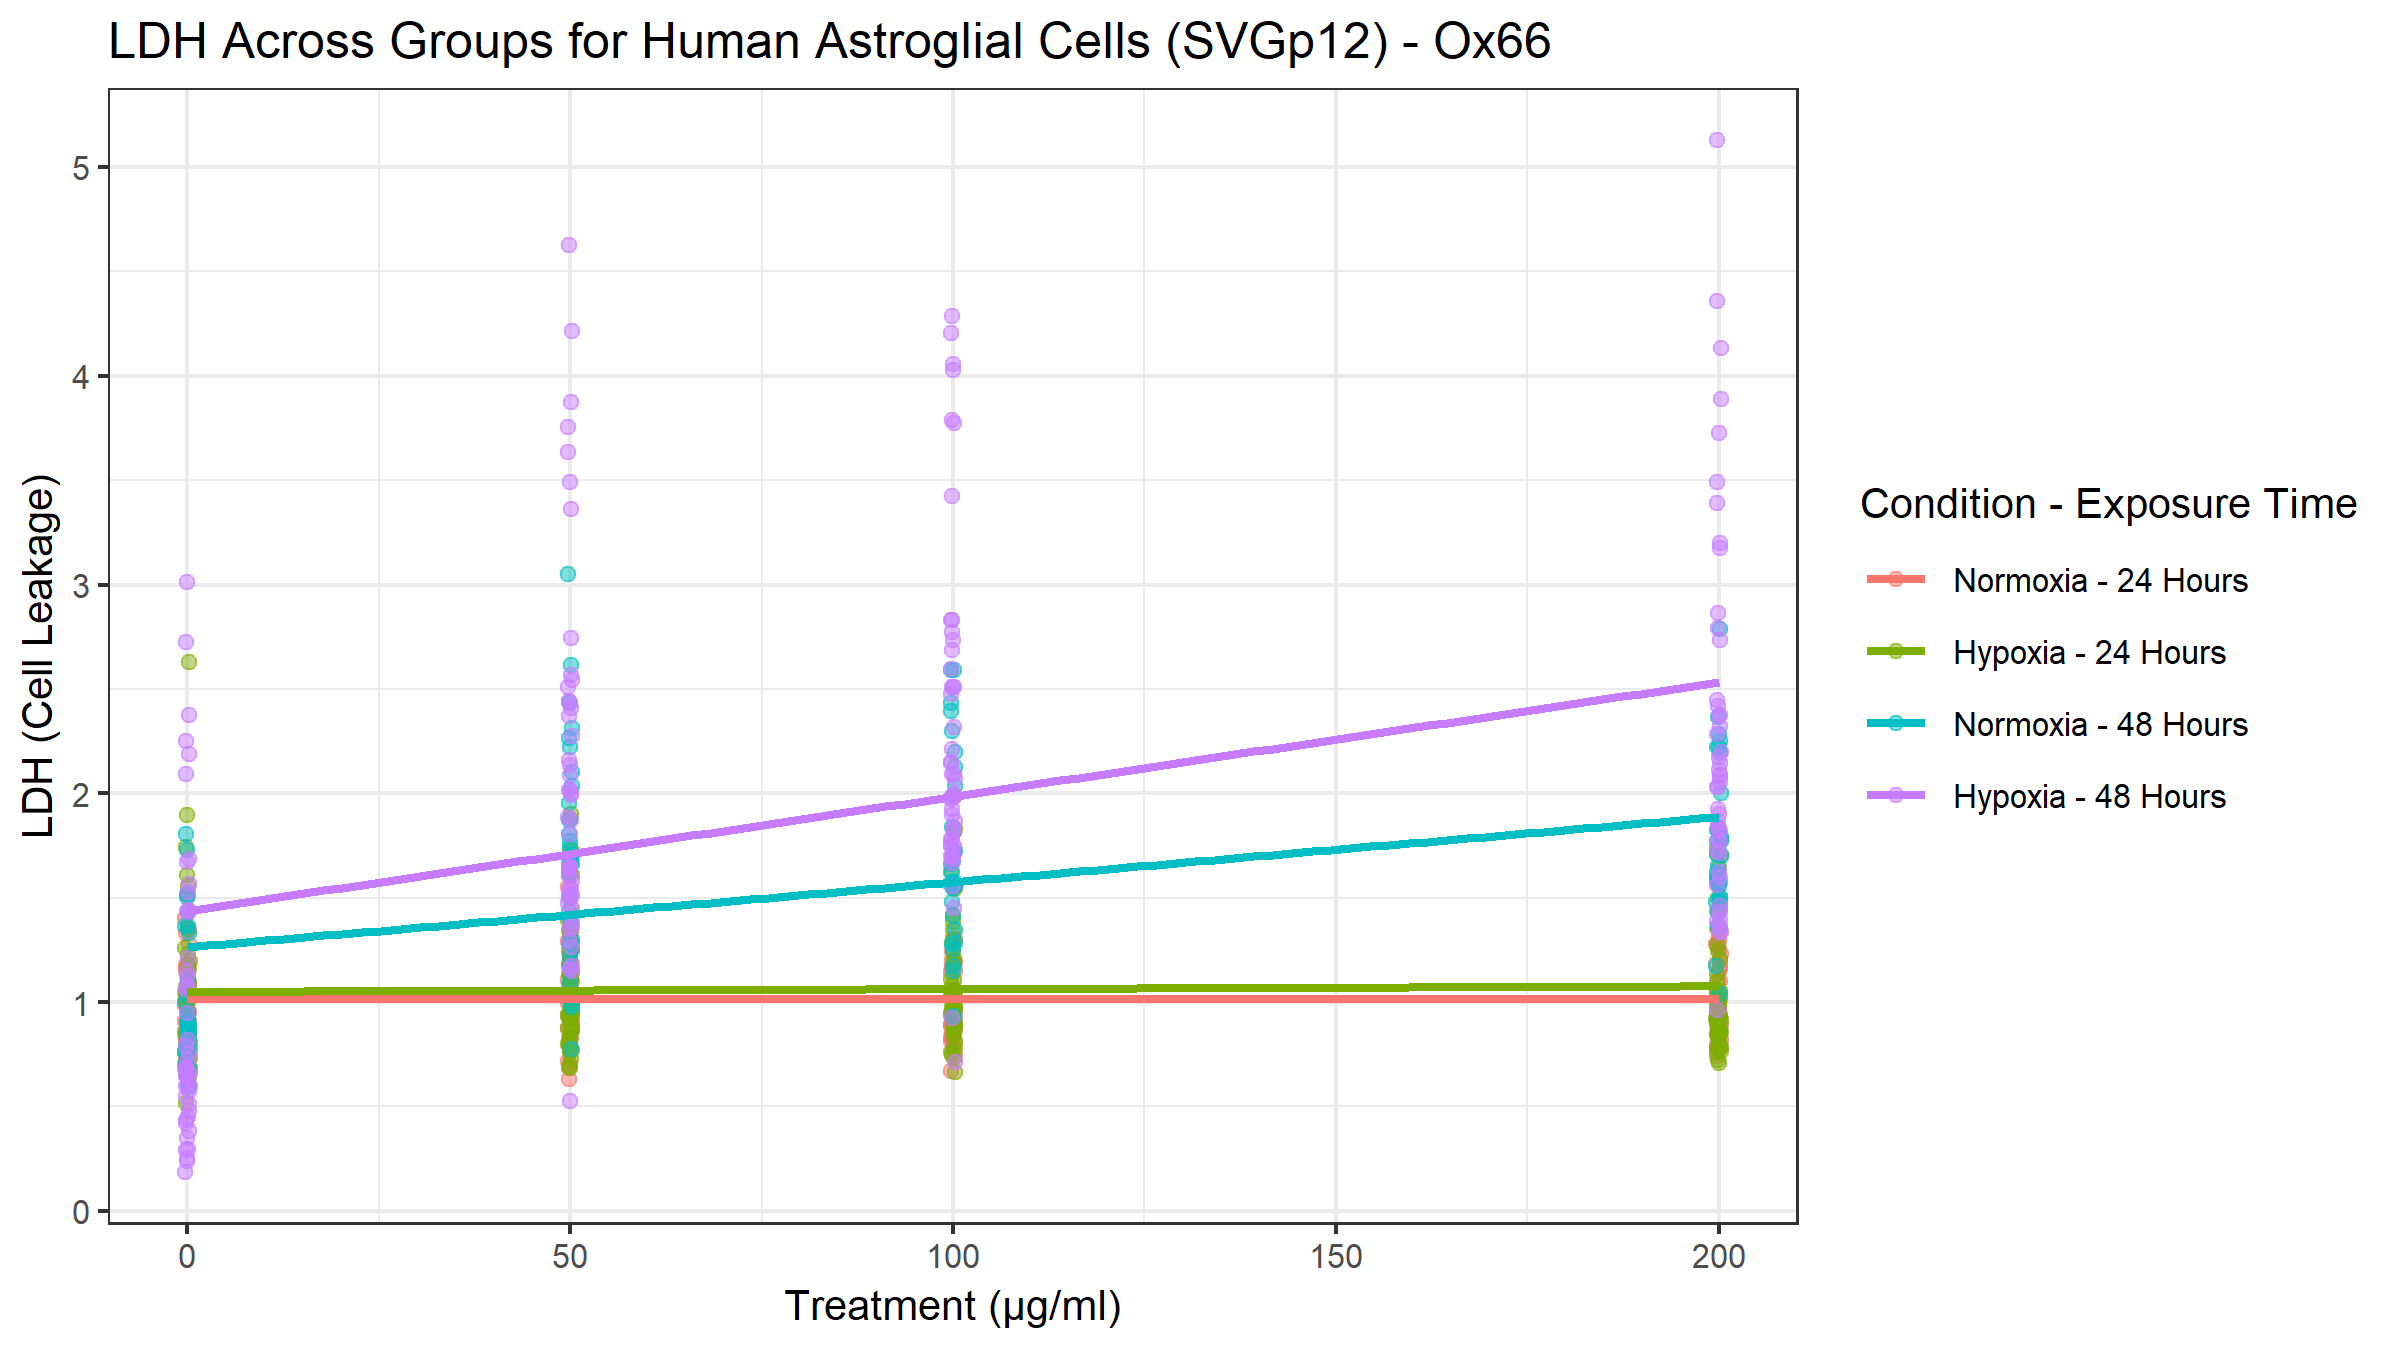 LDH Across Groups for Human Astroglial Cells (SVGp12) - Ox66
LDH (Cell Leakage)
5
4
3
2
1
0
0 50 100 150 200
Treatment (µg/ml)
Condition - Exposure Time
Normoxia - 24 Hours
Hypoxia - 24 Hours
Normoxia - 48 Hours
Hypoxia - 48 Hours